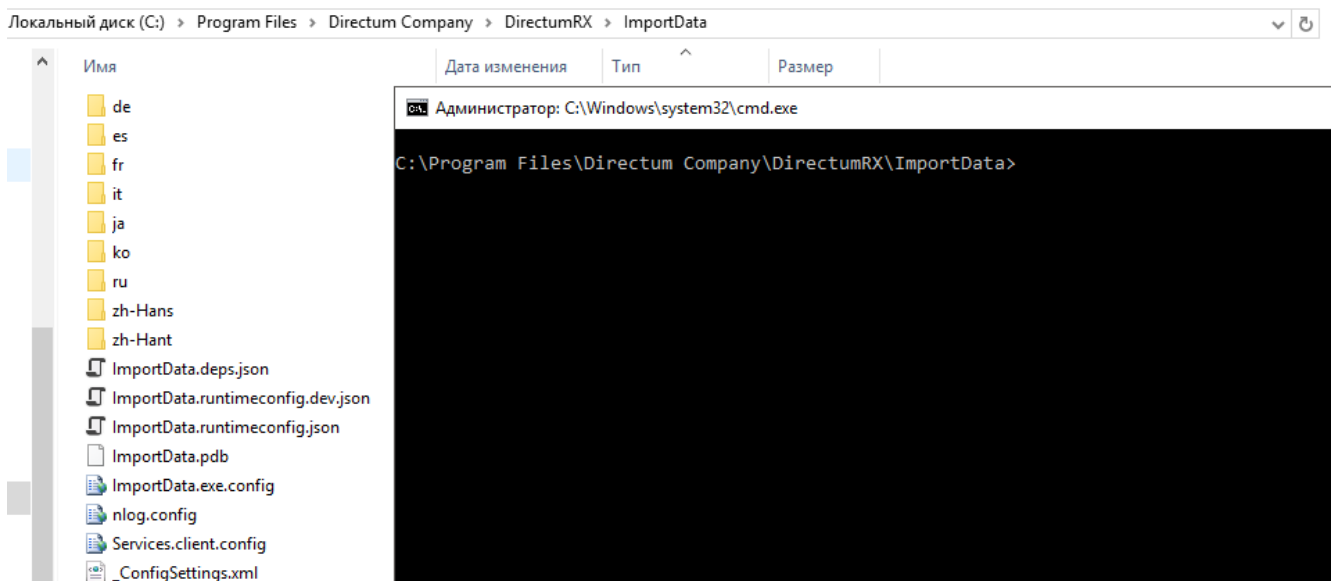 Локальный диск (C:) > Program Files > Directum Company > DirectumRX > ImportData
Имя Дата изменения Тип Размер
de
es
fr
it
ja
ko
ru
zh-Hans
zh-Hant
ImportData.deps.json
ImportData.runtimeconfig.dev.json
ImportData.runtimeconfig.json
ImportData.pdb
ImportData.exe.config
nlog.config
Services.client.config
_ConfigSettings.xml
Администратор: C:\Windows\system32\cmd.exe
C:\Program Files\Directum Company\DirectumRX\ImportData>